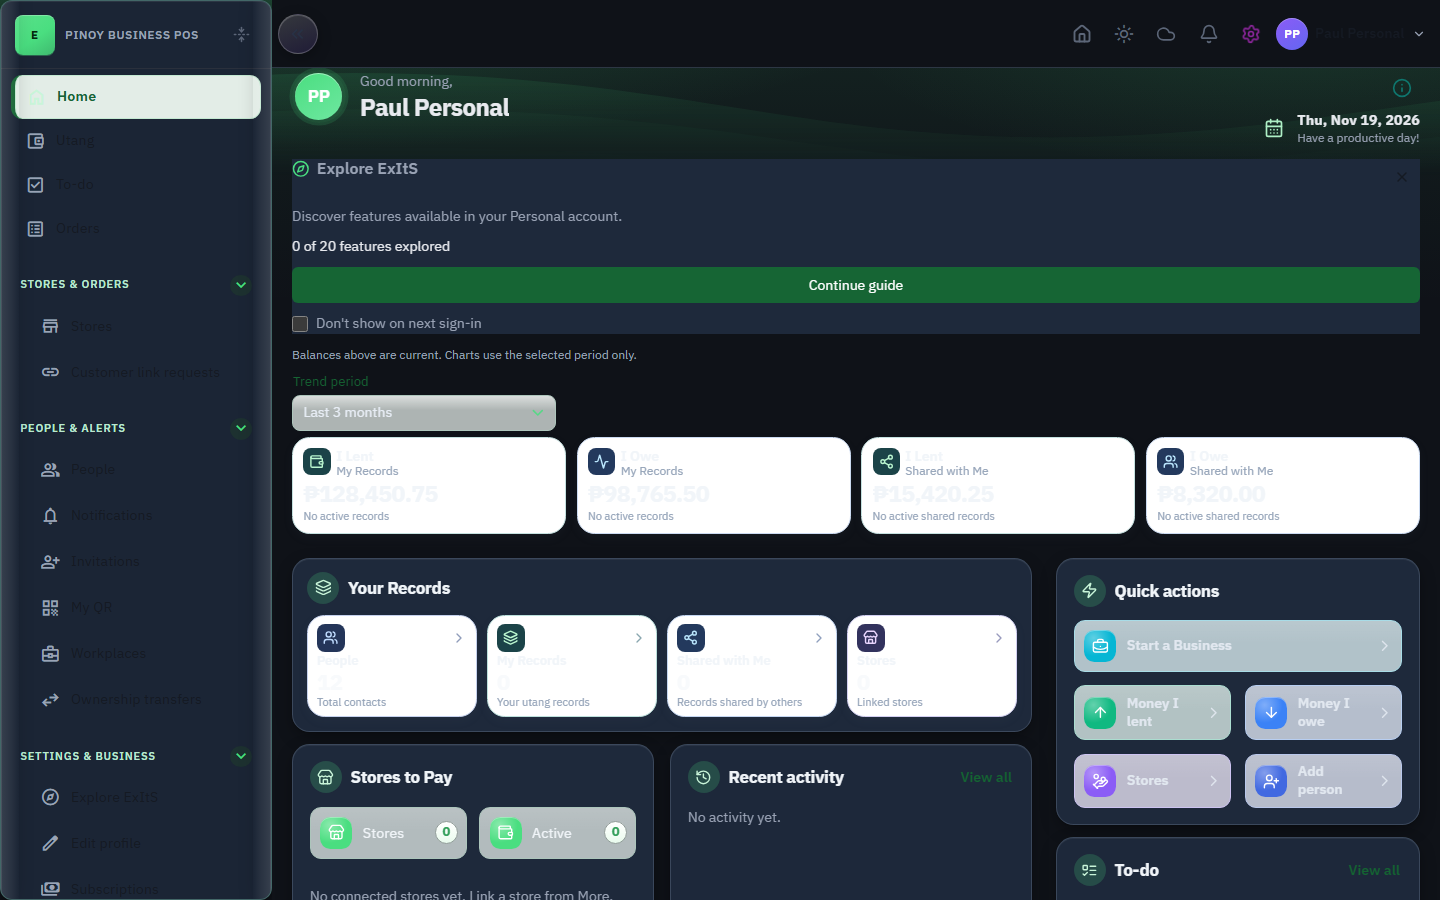 E
PINOY BUSINESS POS
Home
Utang
To-do
Orders
STORES & ORDERS
Stores
Customer link requests
PEOPLE & ALERTS
People
Notifications
Invitations
My QR
Workplaces
Ownership transfers
SETTINGS & BUSINESS
Explore ExItS
Edit profile
Subscriptions
PP
Paul Personal
PP
Good morning,
Paul Personal
Thu, Nov 19, 2026
Have a productive day!
Explore ExItS
Discover features available in your Personal account.
0 of 20 features explored
Continue guide
Don't show on next sign-in
Balances above are current. Charts use the selected period only.
Trend period
Last 3 months
I Lent
My Records
₱128,450.75
No active records
I Owe
My Records
₱98,765.50
No active records
I Lent
Shared with Me
₱15,420.25
No active shared records
I Owe
Shared with Me
₱8,320.00
No active shared records
Your Records
People
12
Total contacts
My Records
0
Your utang records
Shared with Me
0
Records shared by others
Stores
0
Linked stores
Quick actions
Start a Business
Money I
lent
Money I
owe
Stores
Add
person
Stores to Pay
Stores
0
Active
0
No connected stores yet. Link a store from More.
Recent activity
View all
No activity yet.
To-do
View all